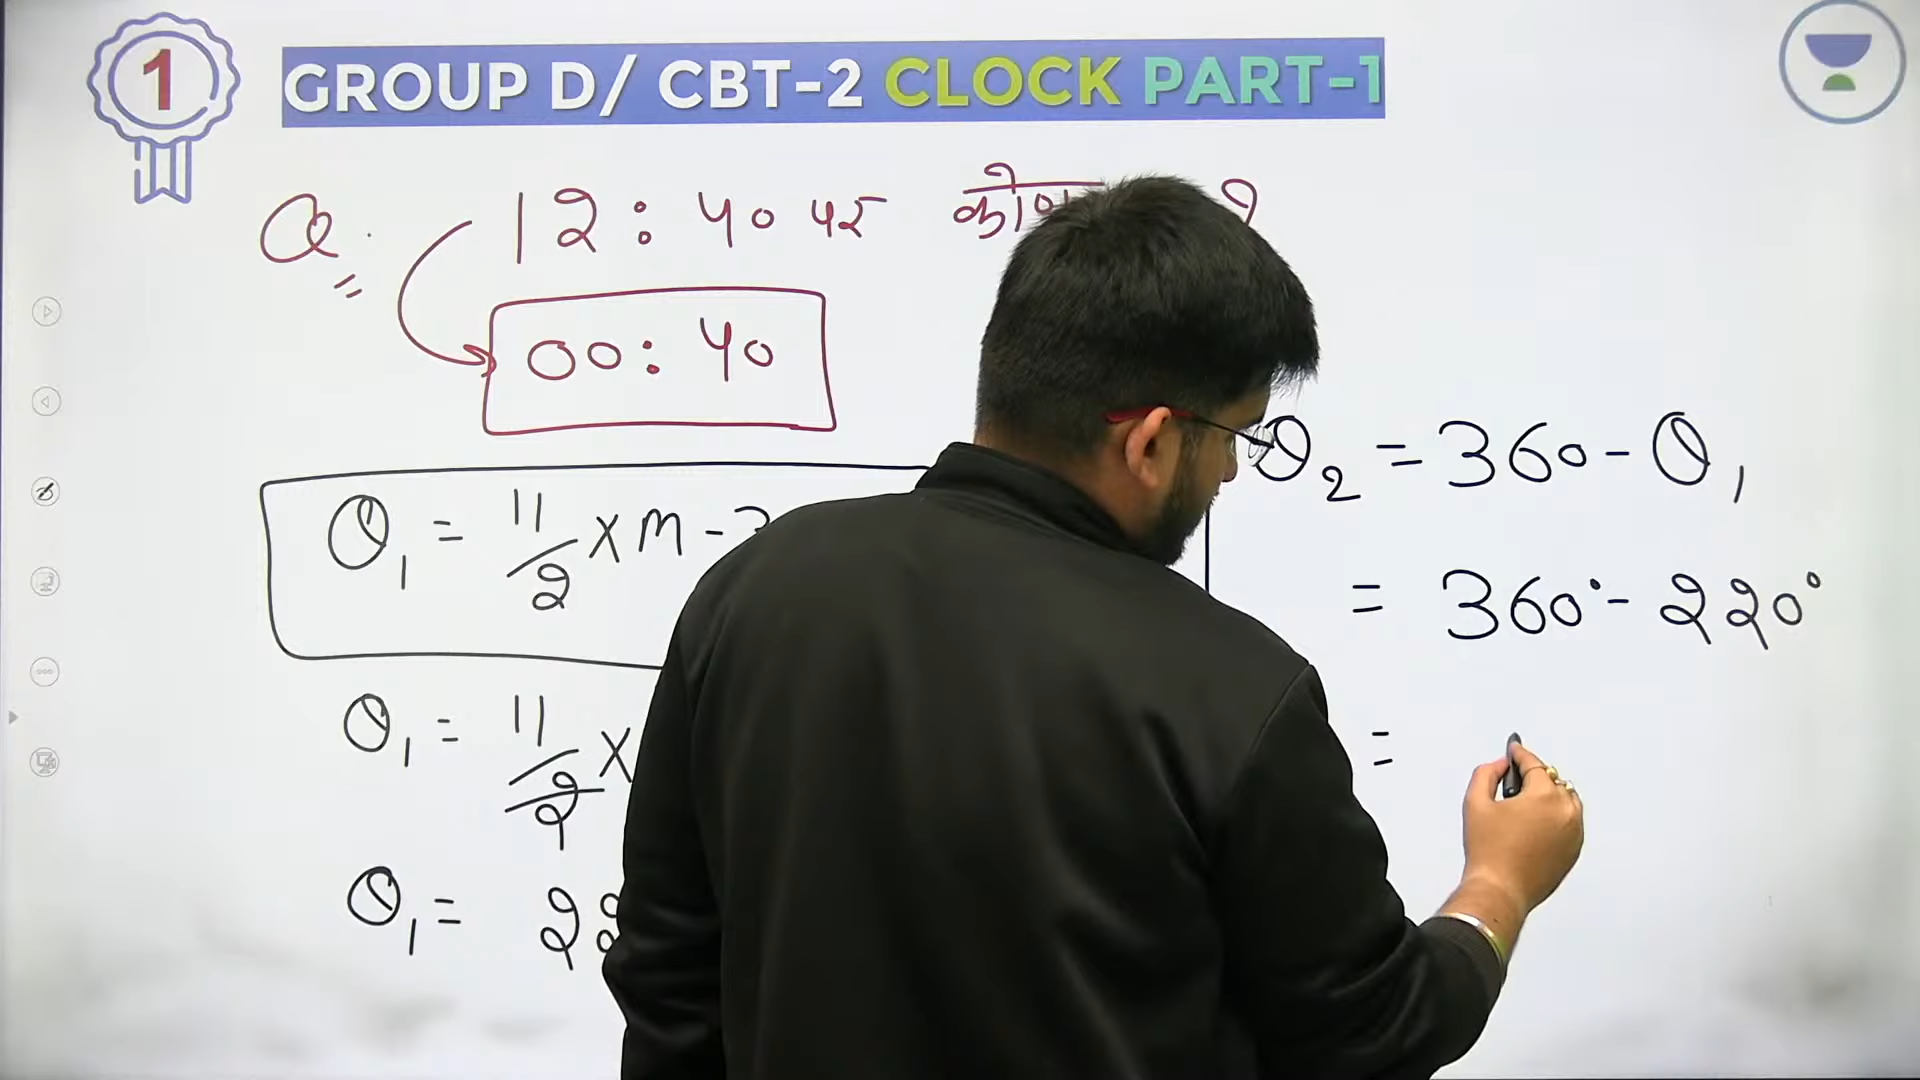 1
GROUP D/ CBT-2 CLOCK PART-1
Q. 12:40 पर
00:40
θ₁ = 11/2 × M -
θ₁ = 11/2 ×
θ₁ = 22
θ₂ = 360 - θ₁
= 360° - 220°
=